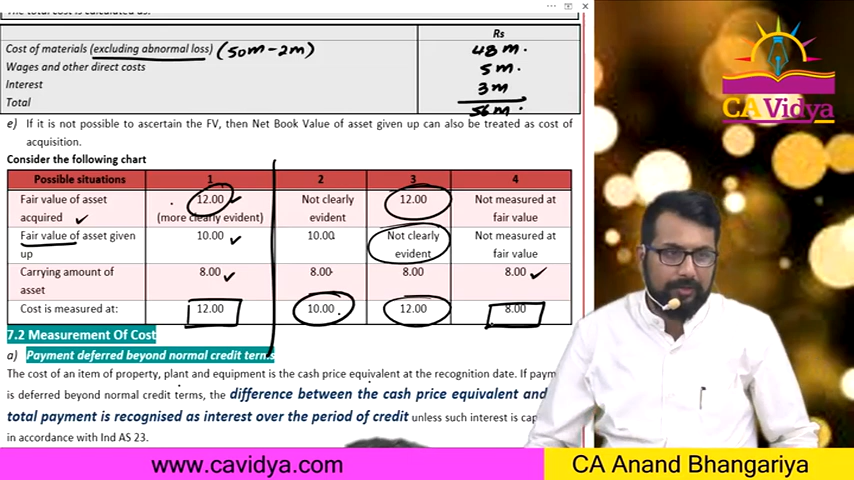 The total cost is calculated as:
Rs
Cost of materials (excluding abnormal loss) (50m-2m) 48 m.
Wages and other direct costs 5 m.
Interest 3 m
Total 56 m.
e) If it is not possible to ascertain the FV, then Net Book Value of asset given up can also be treated as cost of
acquisition.
Consider the following chart
Possible situations 1 2 3 4
Fair value of asset 12.00 Not clearly 12.00 Not measured at
acquired (more clearly evident) evident fair value
Fair value of asset given 10.00 10.00 Not clearly Not measured at
up evident fair value
Carrying amount of 8.00 8.00 8.00 8.00
asset
Cost is measured at: 12.00 10.00 12.00 8.00
7.2 Measurement Of Cost
a) Payment deferred beyond normal credit terms
The cost of an item of property, plant and equipment is the cash price equivalent at the recognition date. If paym
is deferred beyond normal credit terms, the difference between the cash price equivalent and
total payment is recognised as interest over the period of credit unless such interest is cap
in accordance with Ind AS 23.
CA Vidya
www.cavidya.com
CA Anand Bhangariya